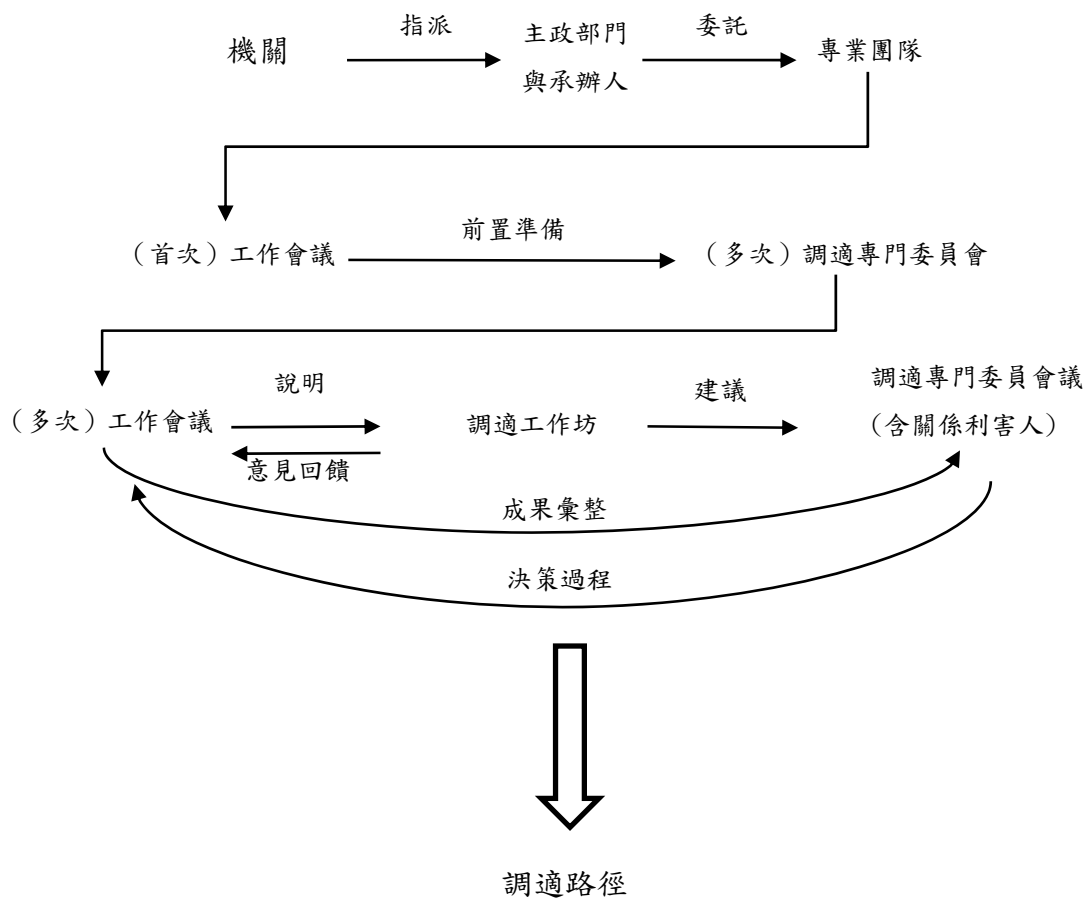 機關
指派
主政部門
與承辦人
委託
專業團隊
（首次）工作會議
前置準備
（多次）調適專門委員會
（多次）工作會議
說明
意見回饋
調適工作坊
建議
調適專門委員會議
(含關係利害人)
成果彙整
決策過程
調適路徑